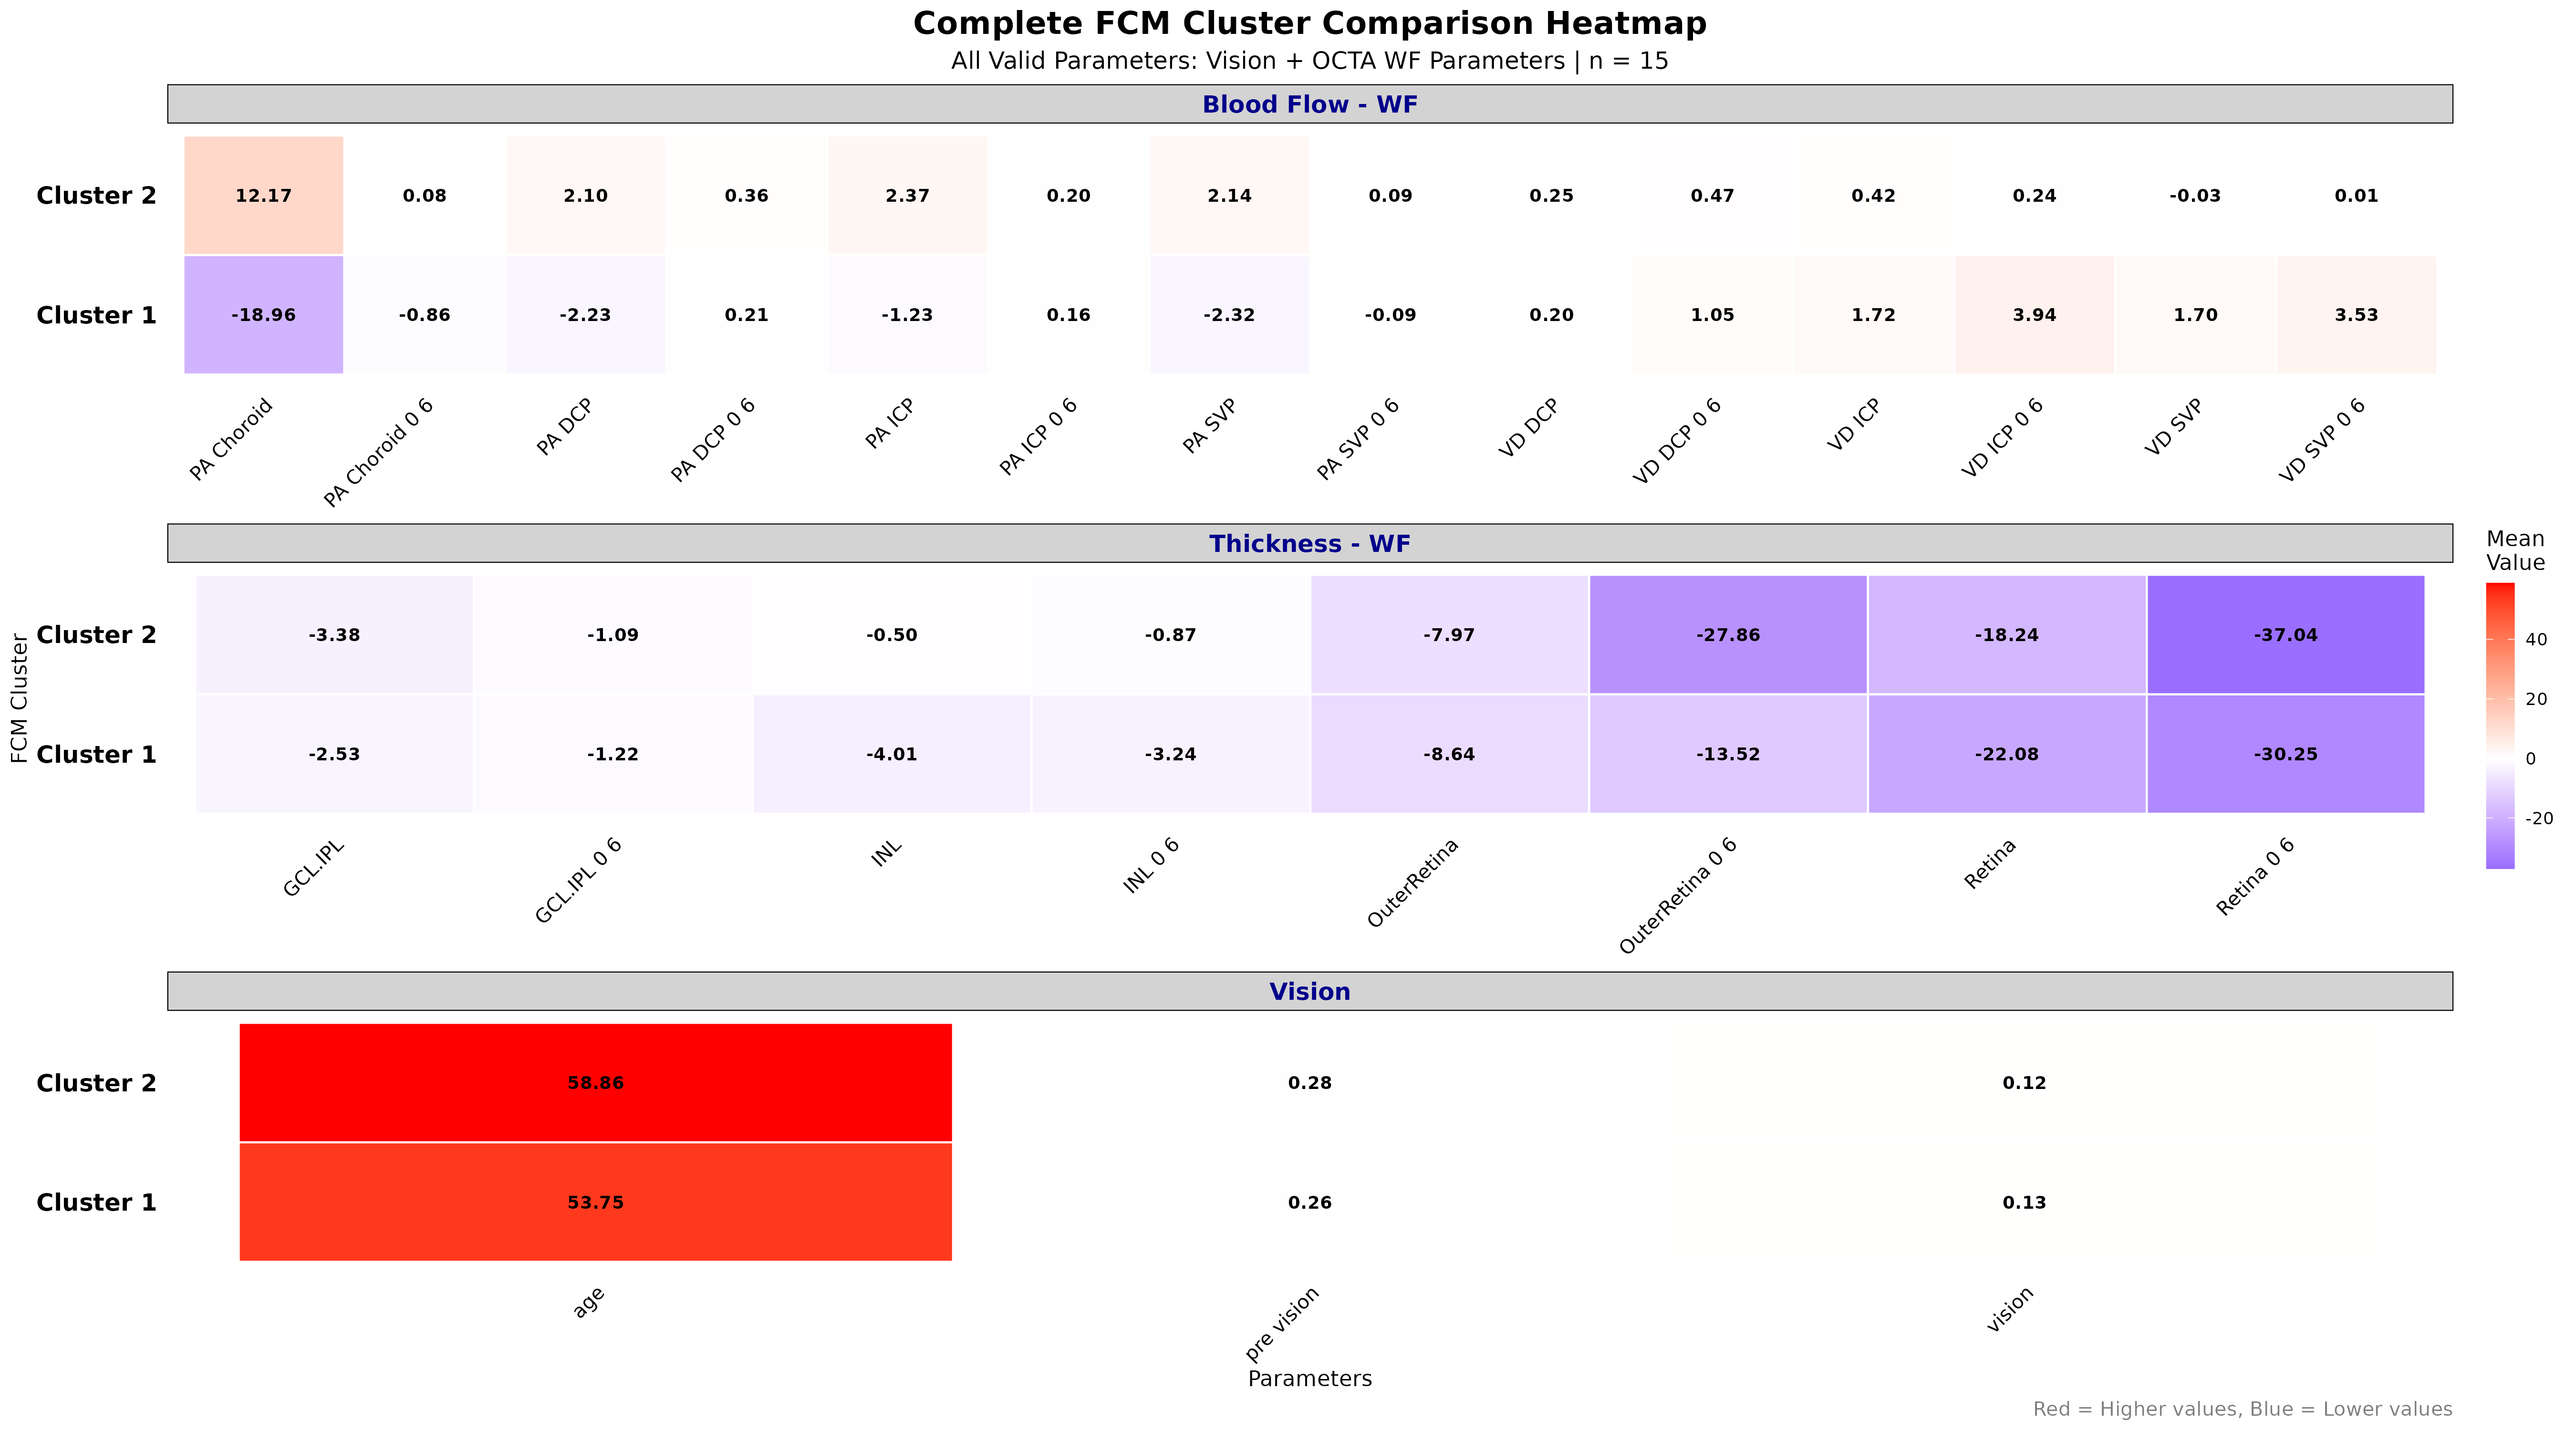 Complete FCM Cluster Comparison Heatmap
All Valid Parameters: Vision + OCTA WF Parameters | n = 15
Blood Flow - WF
Cluster 2 12.17 0.08 2.10 0.36 2.37 0.20 2.14 0.09 0.25 0.47 0.42 0.24 -0.03 0.01
Cluster 1 -18.96 -0.86 -2.23 0.21 -1.23 0.16 -2.32 -0.09 0.20 1.05 1.72 3.94 1.70 3.53
PA Choroid
PA Choroid 0 6
PA DCP
PA DCP 0 6
PA ICP
PA ICP 0 6
PA SVP
PA SVP 0 6
VD DCP
VD DCP 0 6
VD ICP
VD ICP 0 6
VD SVP
VD SVP 0 6
Thickness - WF
Cluster 2 -3.38 -1.09 -0.50 -0.87 -7.97 -27.86 -18.24 -37.04
Cluster 1 -2.53 -1.22 -4.01 -3.24 -8.64 -13.52 -22.08 -30.25
GCL.IPL
GCL.IPL 0 6
INL
INL 0 6
OuterRetina
OuterRetina 0 6
Retina
Retina 0 6
FCM Cluster
Mean
Value
40
20
0
-20
Vision
Cluster 2 58.86 0.28 0.12
Cluster 1 53.75 0.26 0.13
age
pre vision
vision
Parameters
Red = Higher values, Blue = Lower values